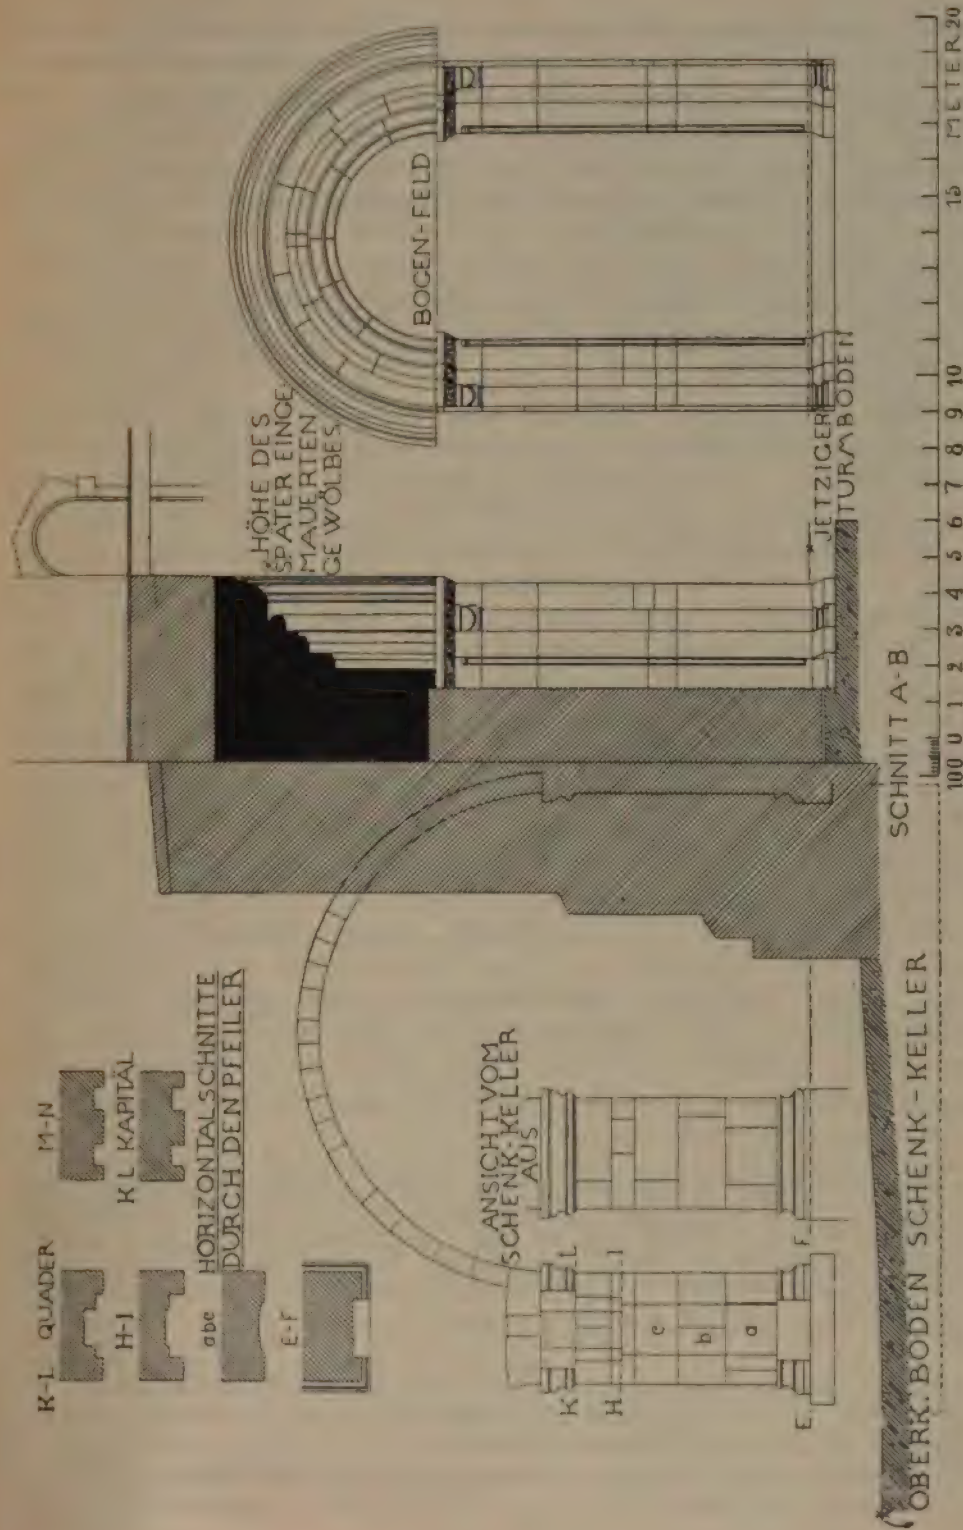 K-L QUADER
M-N
H-I
K L KAPITÄL
abc
HORIZONTALSCHNITTE
DURCH DEN PFEILER
E-F
HÖHE DES
SPÄTER EINGE-
MAUERTEN
GEWÖLBES
BOGEN-FELD
ANSICHT VOM
SCHENK-KELLER
AUS
K
L
H
I
c
b
a
E
F
JETZIGER
TURMBODEN
SCHNITT A-B
OBERK. BODEN SCHENK-KELLER
100 0 1 2 3 4 5 6 7 8 9 10 15 METER 20